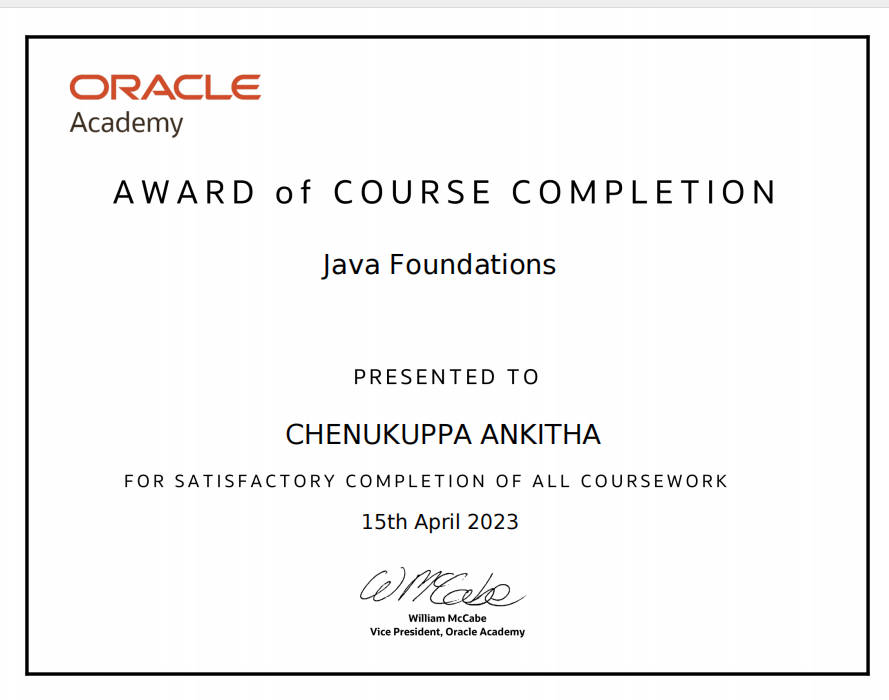 ORACLE
Academy
AWARD of COURSE COMPLETION
Java Foundations
PRESENTED TO
CHENUKUPPA ANKITHA
FOR SATISFACTORY COMPLETION OF ALL COURSEWORK
15th April 2023
W McCabe
William McCabe
Vice President, Oracle Academy